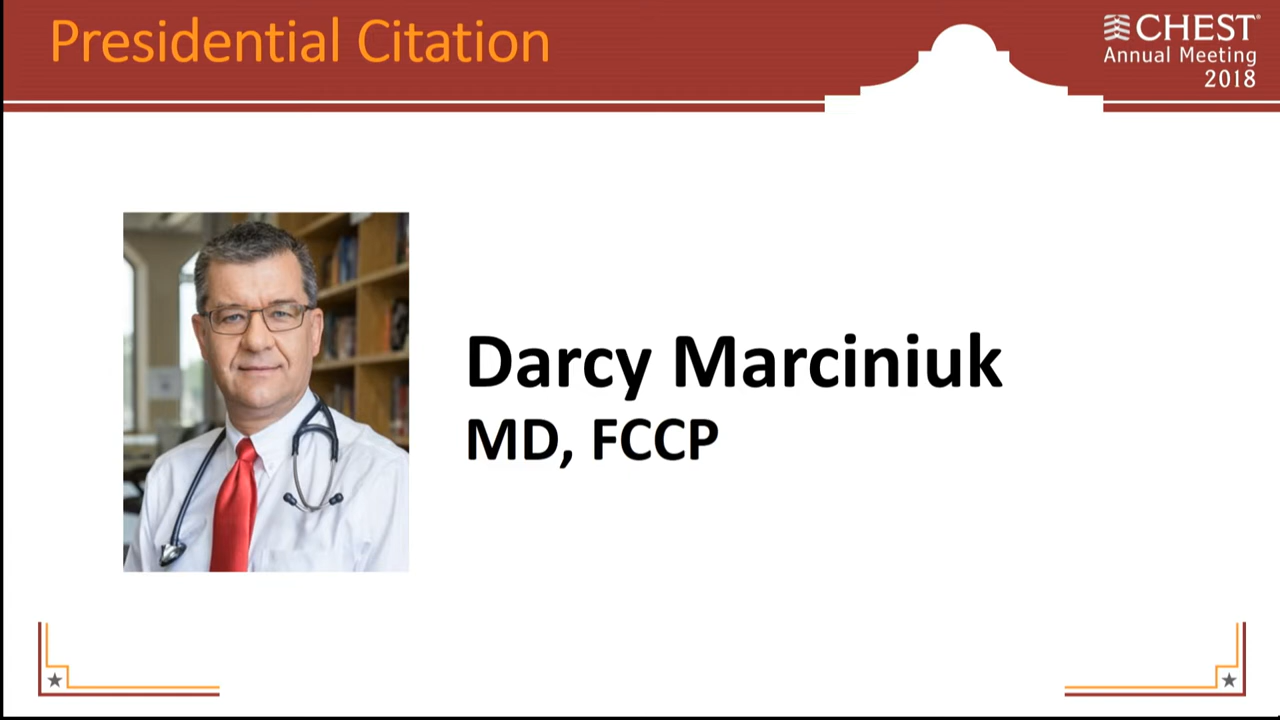 Presidential Citation
CHEST®
Annual Meeting
2018
Darcy Marciniuk
MD, FCCP